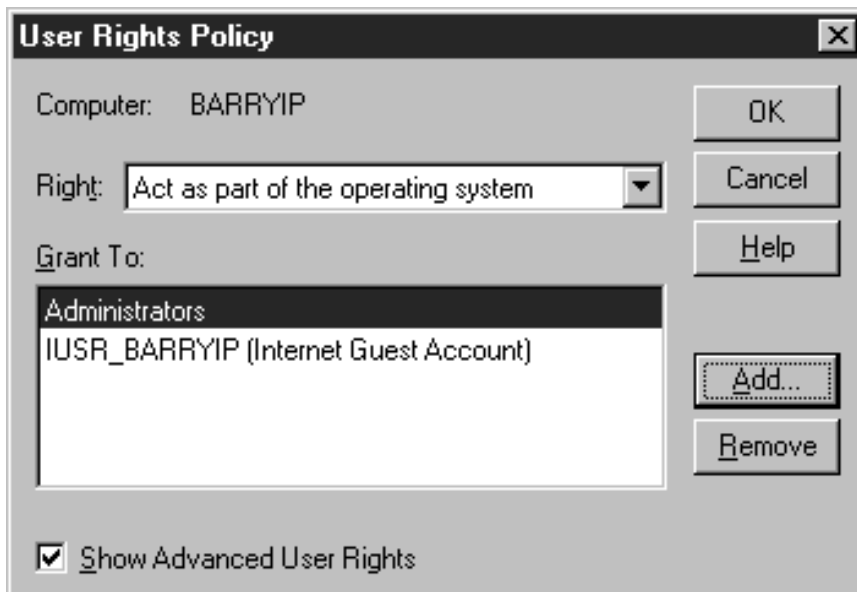 User Rights Policy
Computer: BARRYIP
OK
Right: Act as part of the operating system
Cancel
Help
Grant To:
Administrators
IUSR_BARRYIP (Internet Guest Account)
Add...
Remove
Show Advanced User Rights